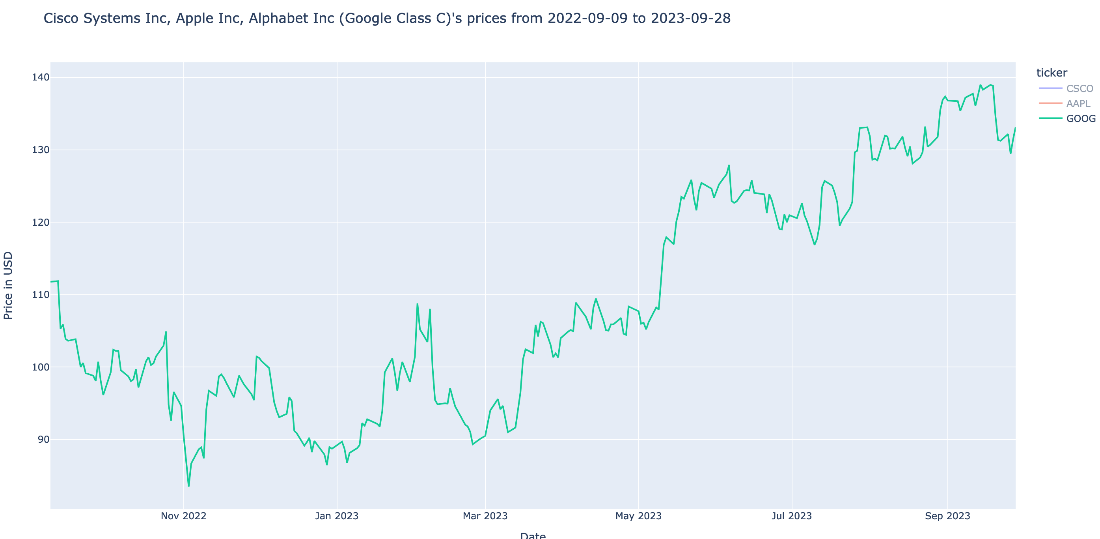 Cisco Systems Inc, Apple Inc, Alphabet Inc (Google Class C)'s prices from 2022-09-09 to 2023-09-28
ticker
CSCO
AAPL
GOOG
Price in USD
140
130
120
110
100
90
Nov 2022
Jan 2023
Mar 2023
May 2023
Jul 2023
Sep 2023
Date